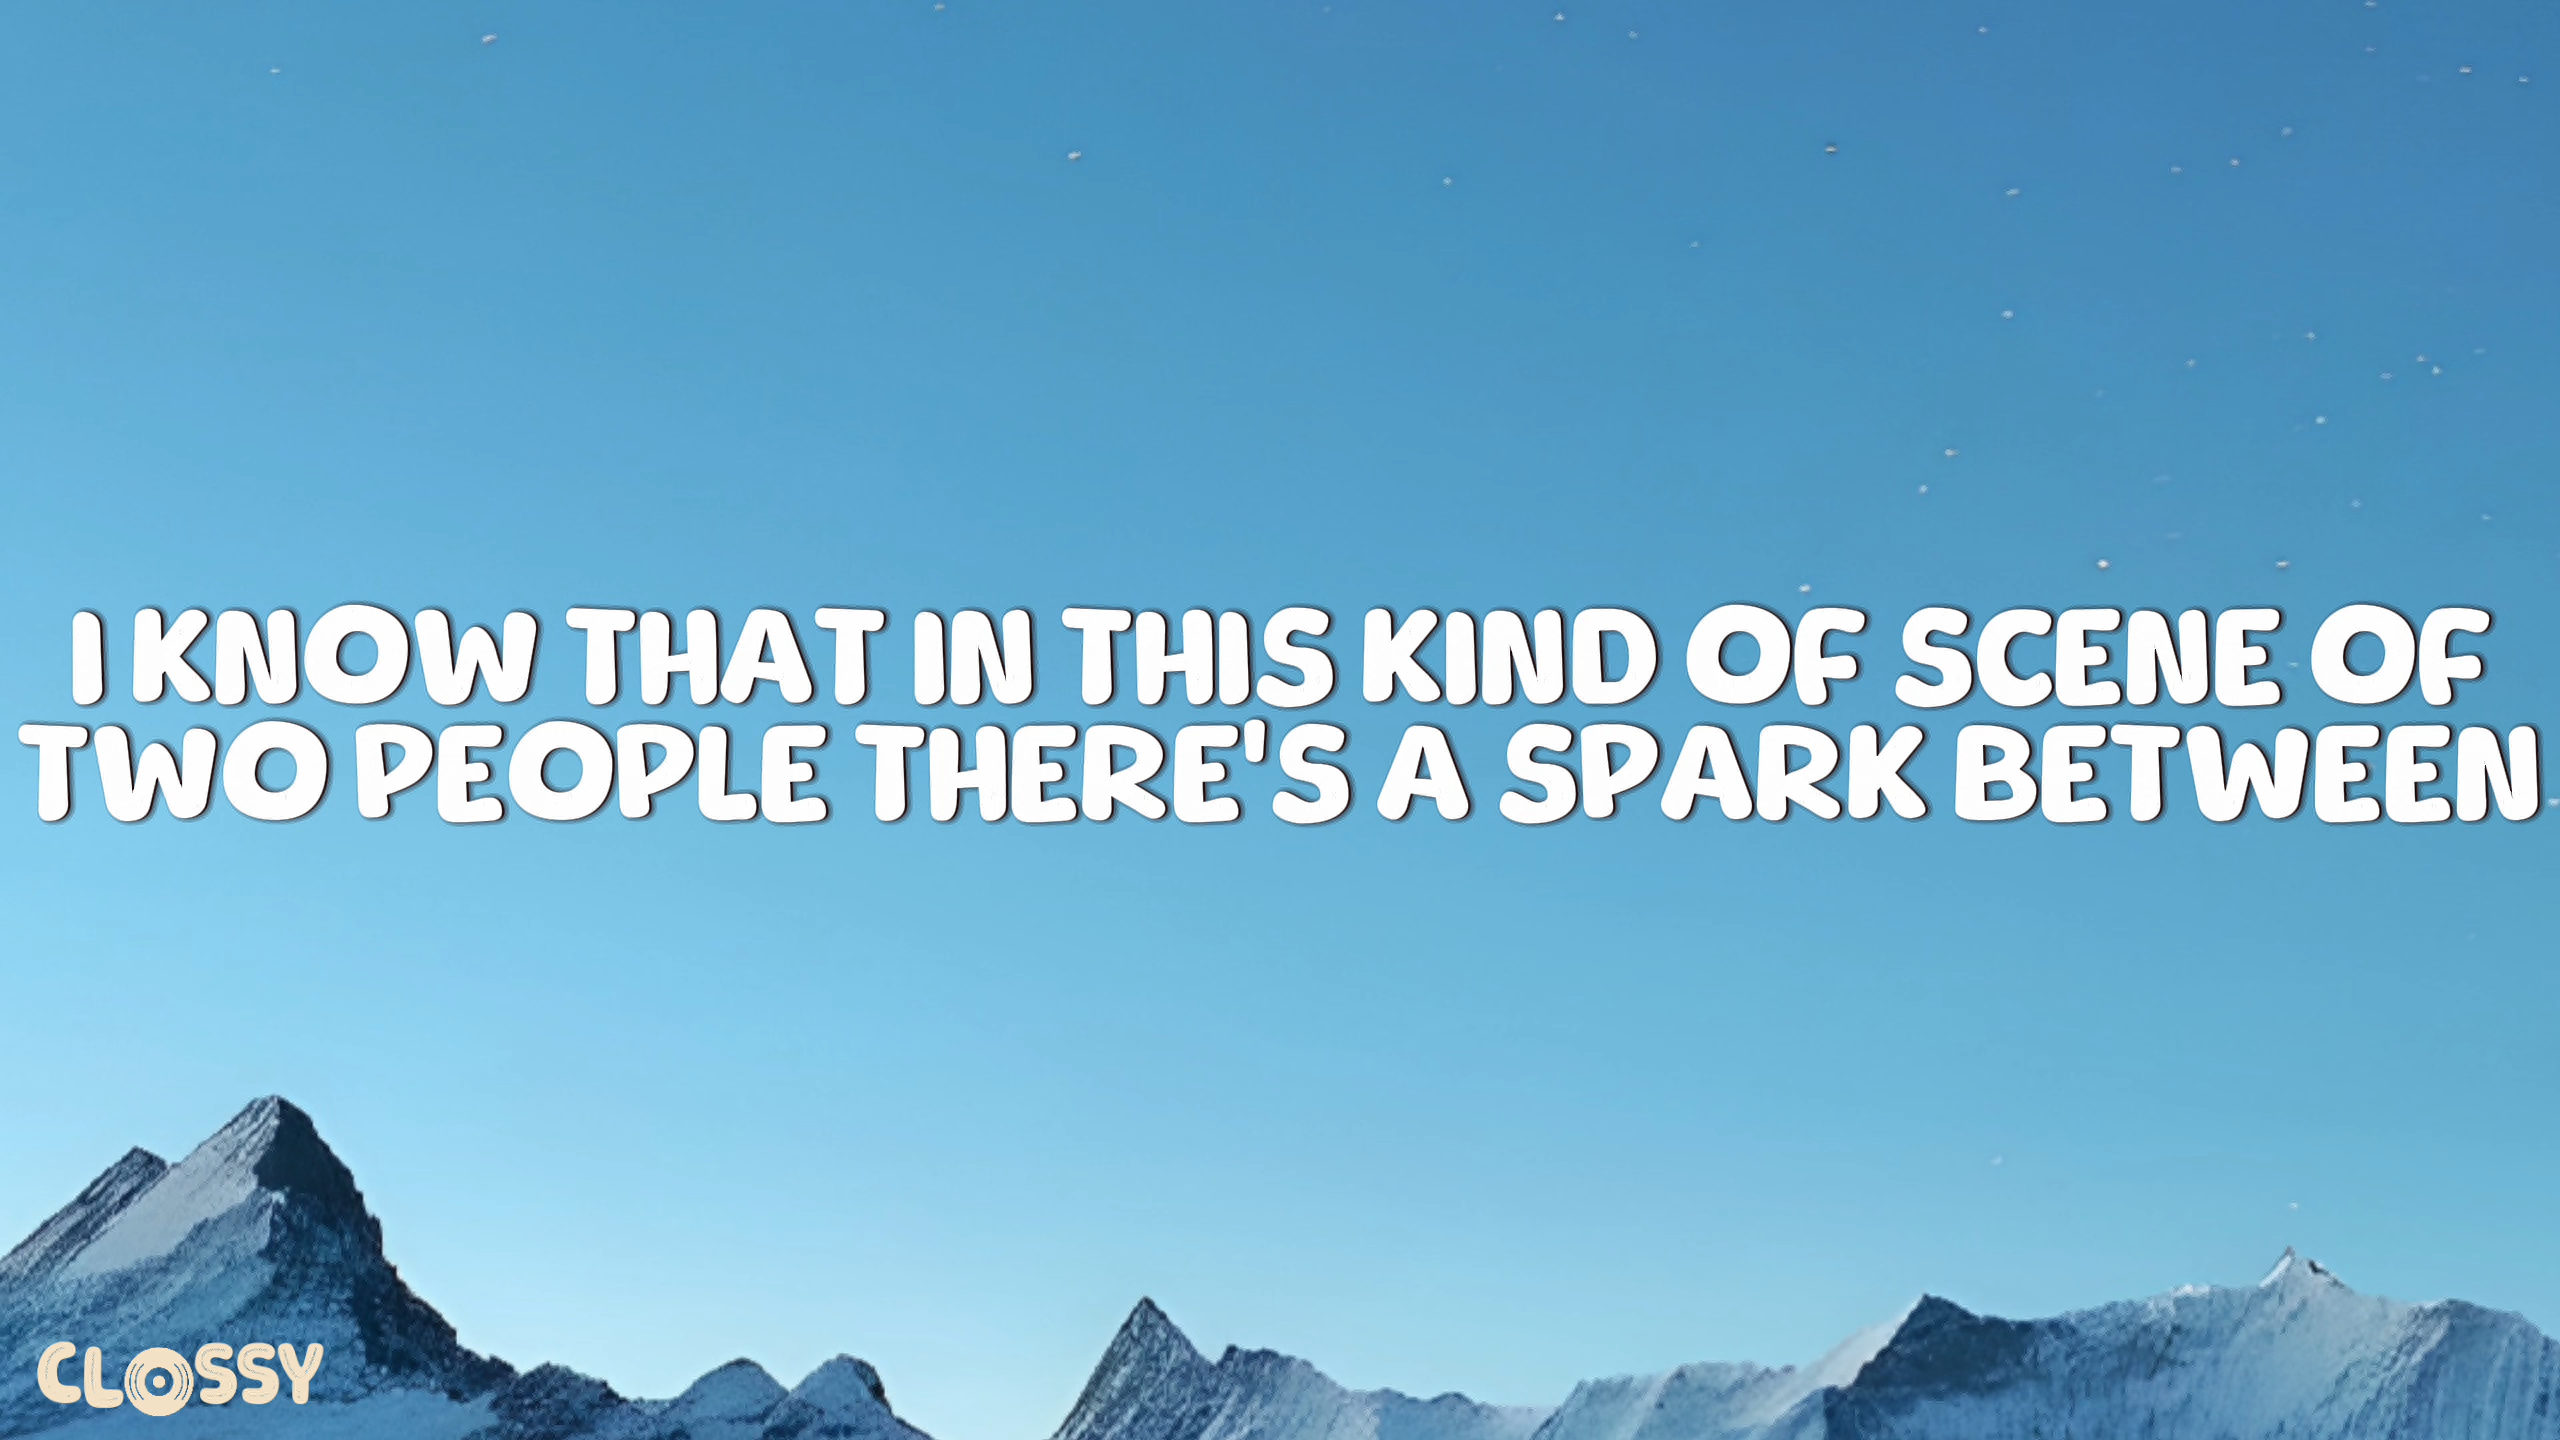 I KNOW THAT IN THIS KIND OF SCENE OF
TWO PEOPLE THERE'S A SPARK BETWEEN
CLOSSY